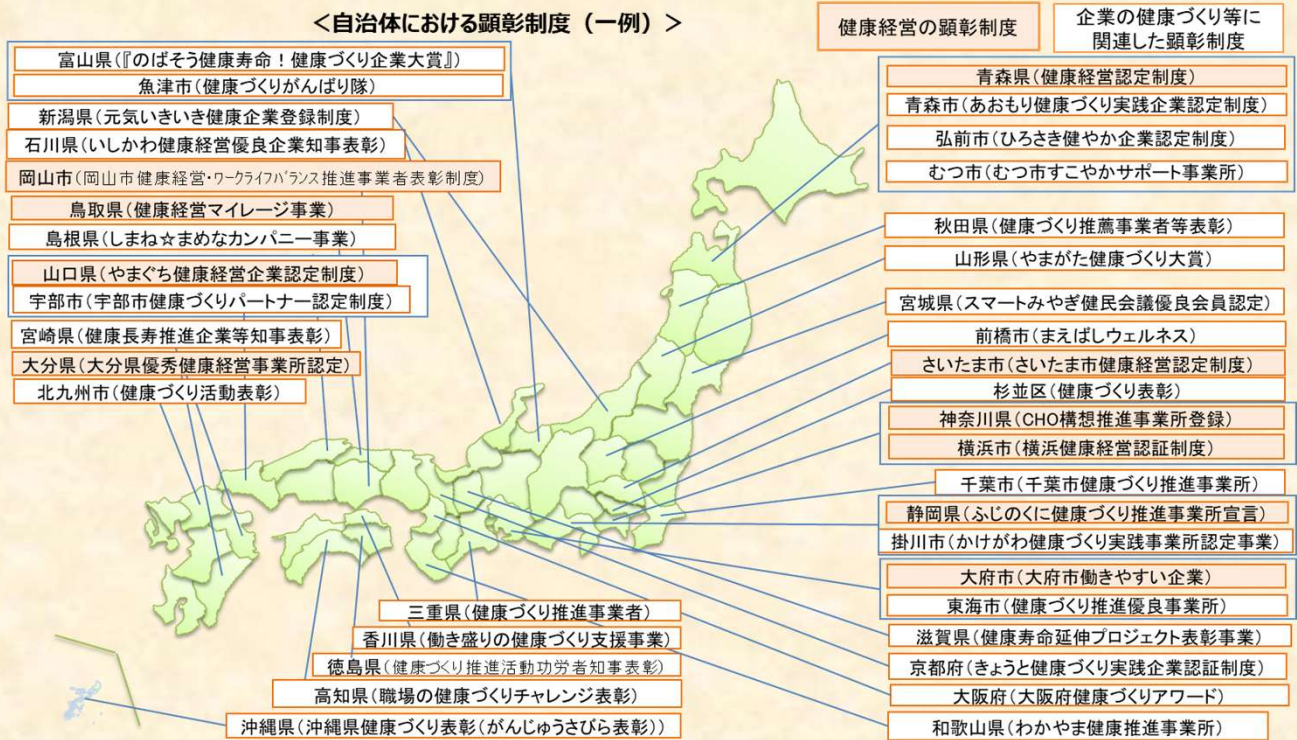 ＜自治体における顕彰制度（一例）＞
健康経営の顕彰制度
企業の健康づくり等に
関連した顕彰制度
富山県(『のばそう健康寿命！健康づくり企業大賞』)
魚津市(健康づくりがんばり隊)
新潟県(元気いきいき健康企業登録制度)
石川県(いしかわ健康経営優良企業知事表彰)
岡山市(岡山市健康経営・ワークライフバランス推進事業者表彰制度)
鳥取県(健康経営マイレージ事業)
島根県(しまね☆まめなカンパニー事業)
山口県(やまぐち健康経営企業認定制度)
宇部市(宇部市健康づくりパートナー認定制度)
宮崎県(健康長寿推進企業等知事表彰)
大分県(大分県優秀健康経営事業所認定)
北九州市(健康づくり活動表彰)
青森県(健康経営認定制度)
青森市(あおもり健康づくり実践企業認定制度)
弘前市(ひろさき健やか企業認定制度)
むつ市(むつ市すこやかサポート事業所)
秋田県(健康づくり推薦事業者等表彰)
山形県(やまがた健康づくり大賞)
宮城県(スマートみやぎ健民会議優良会員認定)
前橋市(まえばしウェルネス)
さいたま市(さいたま市健康経営認定制度)
杉並区(健康づくり表彰)
神奈川県(CHO構想推進事業所登録)
横浜市(横浜健康経営認証制度)
千葉市(千葉市健康づくり推進事業所)
静岡県(ふじのくに健康づくり推進事業所宣言)
掛川市(かけがわ健康づくり実践事業所認定事業)
大府市(大府市働きやすい企業)
東海市(健康づくり推進優良事業所)
滋賀県(健康寿命延伸プロジェクト表彰事業)
京都府(きょうと健康づくり実践企業認証制度)
大阪府(大阪府健康づくりアワード)
和歌山県(わかやま健康推進事業所)
三重県(健康づくり推進事業者)
香川県(働き盛りの健康づくり支援事業)
徳島県(健康づくり推進活動功労者知事表彰)
高知県(職場の健康づくりチャレンジ表彰)
沖縄県(沖縄県健康づくり表彰(がんじゅうさびら表彰))